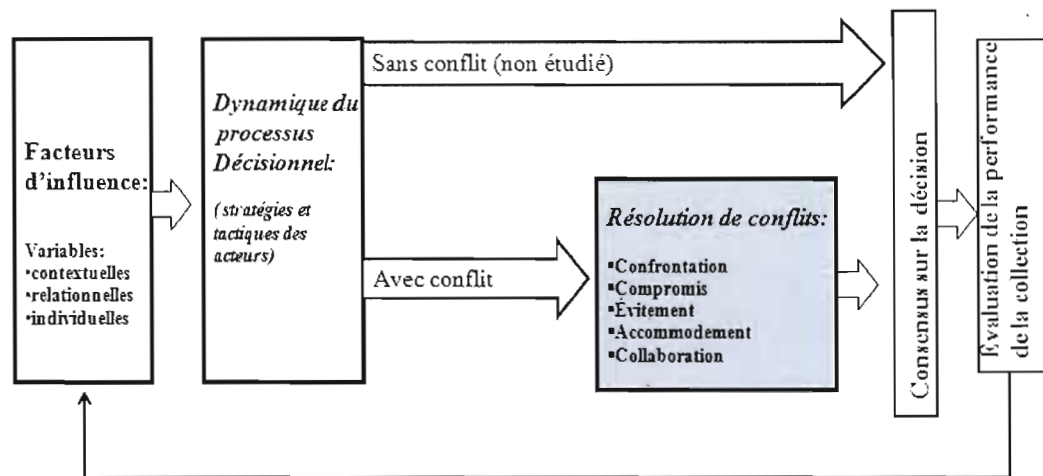 Facteurs
d'influence:
Variables:
▪contextuelles
▪relationnelles
▪individuelles
Dynamique du
processus
Décisionnel:
(stratégies et
tactiques des
acteurs)
Sans conflit (non étudié)
Avec conflit
Résolution de conflits:
▪Confrontation
▪Compromis
▪Évitement
▪Accommodement
▪Collaboration
Consensus sur la décision
Évaluation de la performance
de la collection